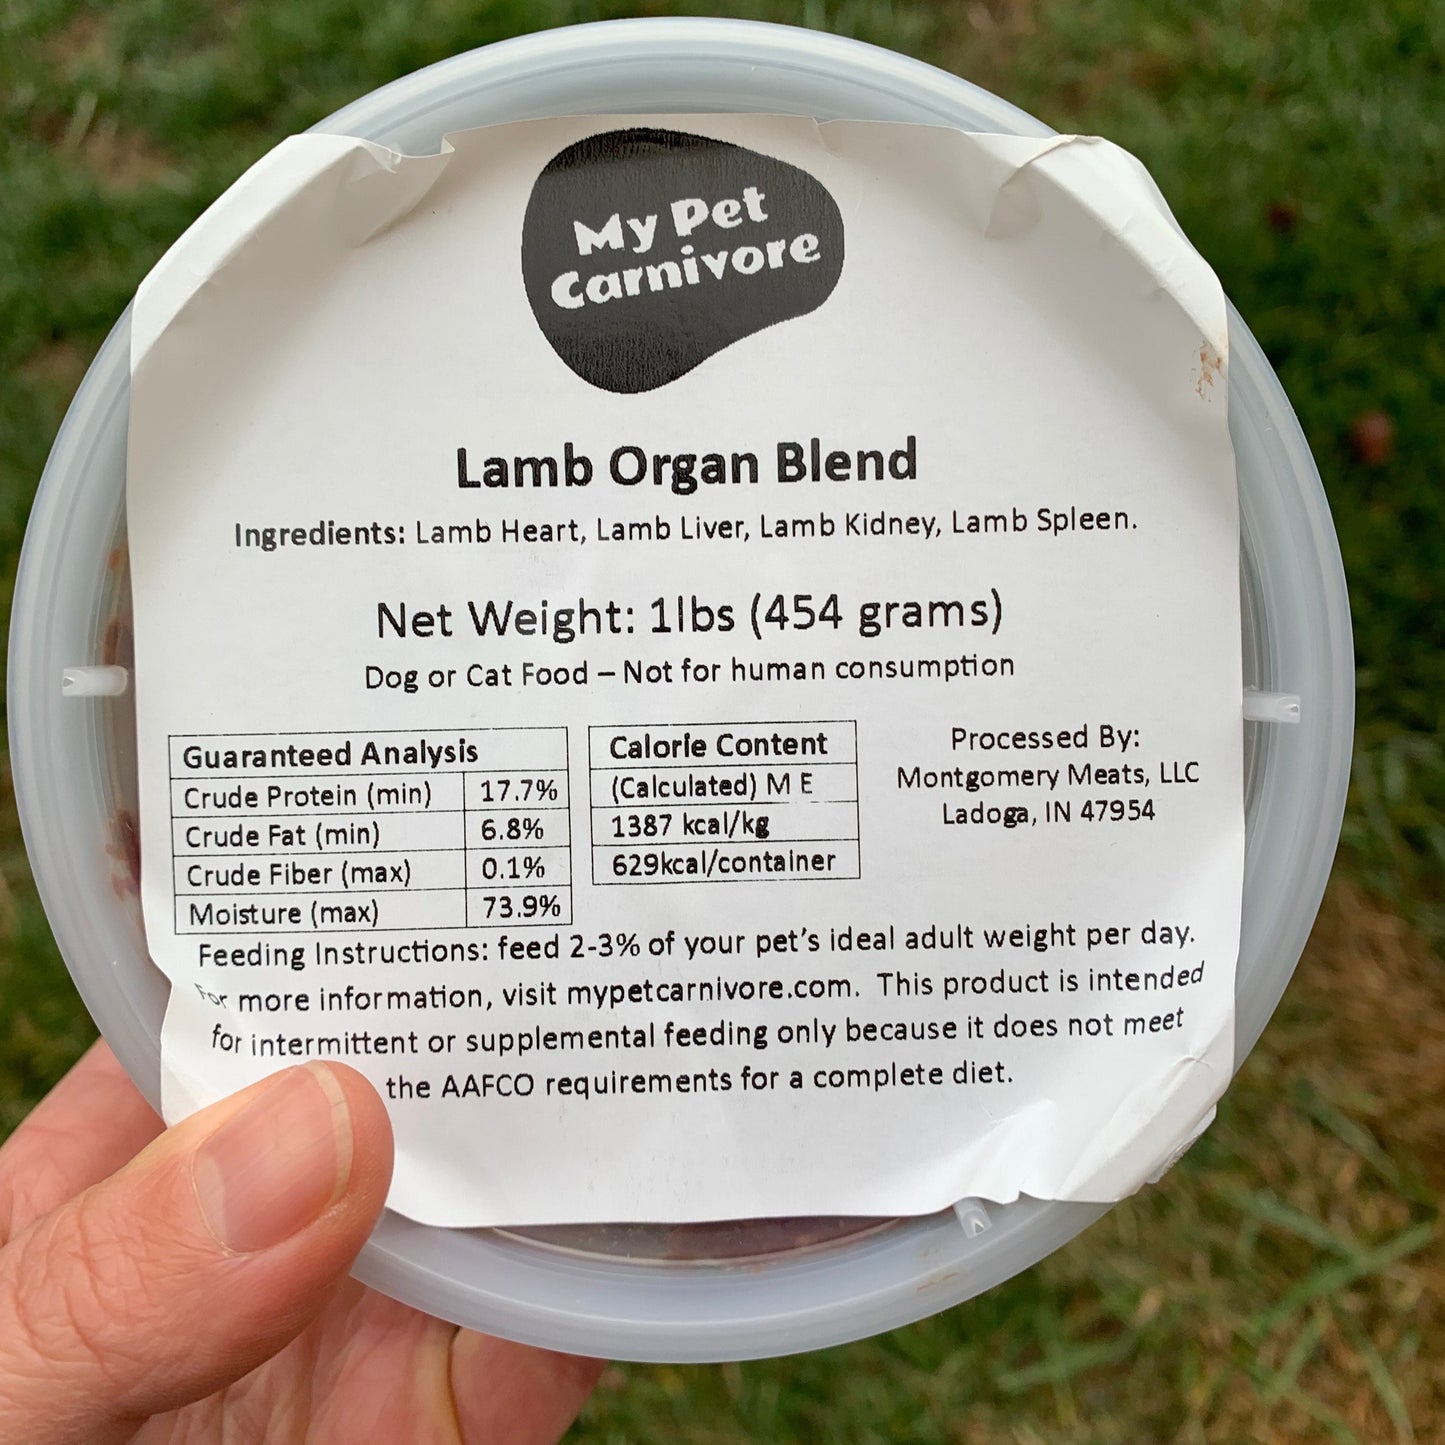 My Pet
Carnivore
Lamb Organ Blend
Ingredients: Lamb Heart, Lamb Liver, Lamb Kidney, Lamb Spleen.
Net Weight: 1lbs (454 grams)
Dog or Cat Food – Not for human consumption
Guaranteed Analysis
Crude Protein (min) 17.7%
Crude Fat (min) 6.8%
Crude Fiber (max) 0.1%
Moisture (max) 73.9%
Calorie Content
(Calculated) M E
1387 kcal/kg
629kcal/container
Processed By:
Montgomery Meats, LLC
Ladoga, IN 47954
Feeding Instructions: feed 2-3% of your pet's ideal adult weight per day.
For more information, visit mypetcarnivore.com. This product is intended
for intermittent or supplemental feeding only because it does not meet
the AAFCO requirements for a complete diet.